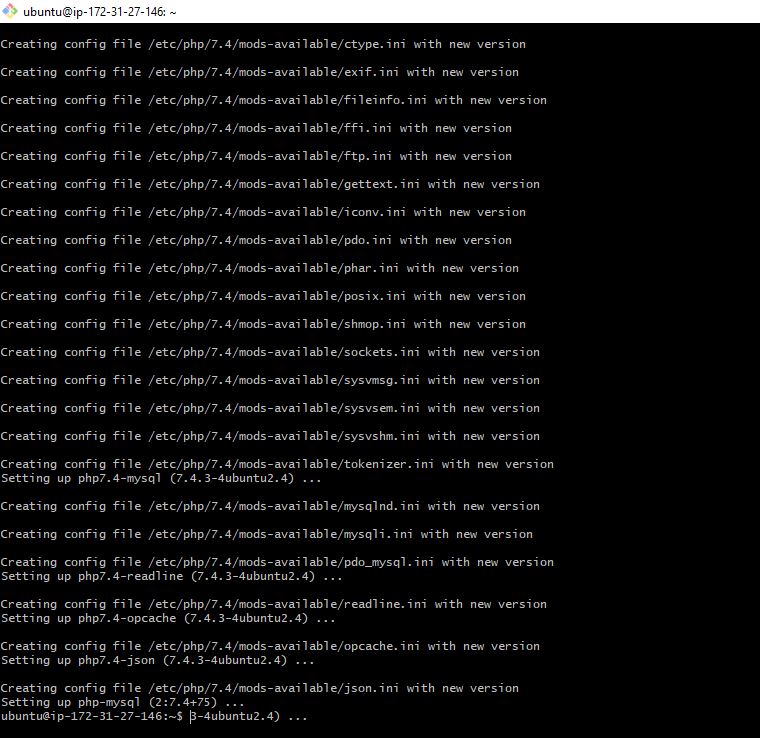 ubuntu@ip-172-31-27-146: ~
Creating config file /etc/php/7.4/mods-available/ctype.ini with new version
Creating config file /etc/php/7.4/mods-available/exif.ini with new version
Creating config file /etc/php/7.4/mods-available/fileinfo.ini with new version
Creating config file /etc/php/7.4/mods-available/ffi.ini with new version
Creating config file /etc/php/7.4/mods-available/ftp.ini with new version
Creating config file /etc/php/7.4/mods-available/gettext.ini with new version
Creating config file /etc/php/7.4/mods-available/iconv.ini with new version
Creating config file /etc/php/7.4/mods-available/pdo.ini with new version
Creating config file /etc/php/7.4/mods-available/phar.ini with new version
Creating config file /etc/php/7.4/mods-available/posix.ini with new version
Creating config file /etc/php/7.4/mods-available/shmop.ini with new version
Creating config file /etc/php/7.4/mods-available/sockets.ini with new version
Creating config file /etc/php/7.4/mods-available/sysvmsg.ini with new version
Creating config file /etc/php/7.4/mods-available/sysvsem.ini with new version
Creating config file /etc/php/7.4/mods-available/sysvshm.ini with new version
Creating config file /etc/php/7.4/mods-available/tokenizer.ini with new version
Setting up php7.4-mysql (7.4.3-4ubuntu2.4) ...
Creating config file /etc/php/7.4/mods-available/mysqlnd.ini with new version
Creating config file /etc/php/7.4/mods-available/mysqli.ini with new version
Creating config file /etc/php/7.4/mods-available/pdo_mysql.ini with new version
Setting up php7.4-readline (7.4.3-4ubuntu2.4) ...
Creating config file /etc/php/7.4/mods-available/readline.ini with new version
Setting up php7.4-opcache (7.4.3-4ubuntu2.4) ...
Creating config file /etc/php/7.4/mods-available/opcache.ini with new version
Setting up php7.4-json (7.4.3-4ubuntu2.4) ...
Creating config file /etc/php/7.4/mods-available/json.ini with new version
Setting up php-mysql (2:7.4+75) ...
ubuntu@ip-172-31-27-146:~$ 3-4ubuntu2.4) ...